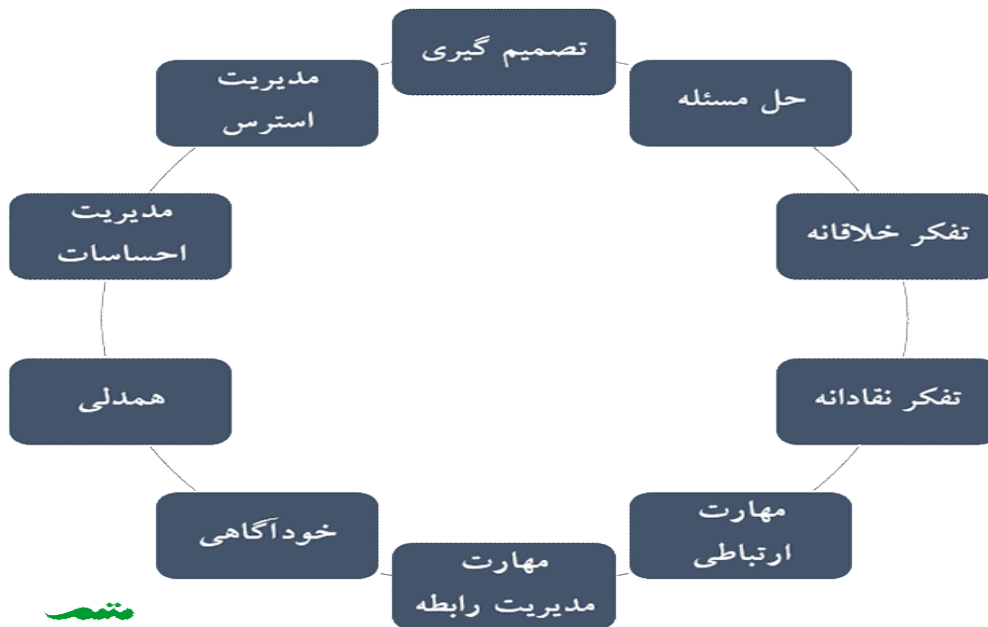 تصمیم گیری
حل مسئله
تفکر خلاقانه
تفکر نقادانه
مهارت
ارتباطی
مهارت
مدیریت رابطه
خودآگاهی
همدلی
مدیریت
احساسات
مدیریت
استرس
متمم